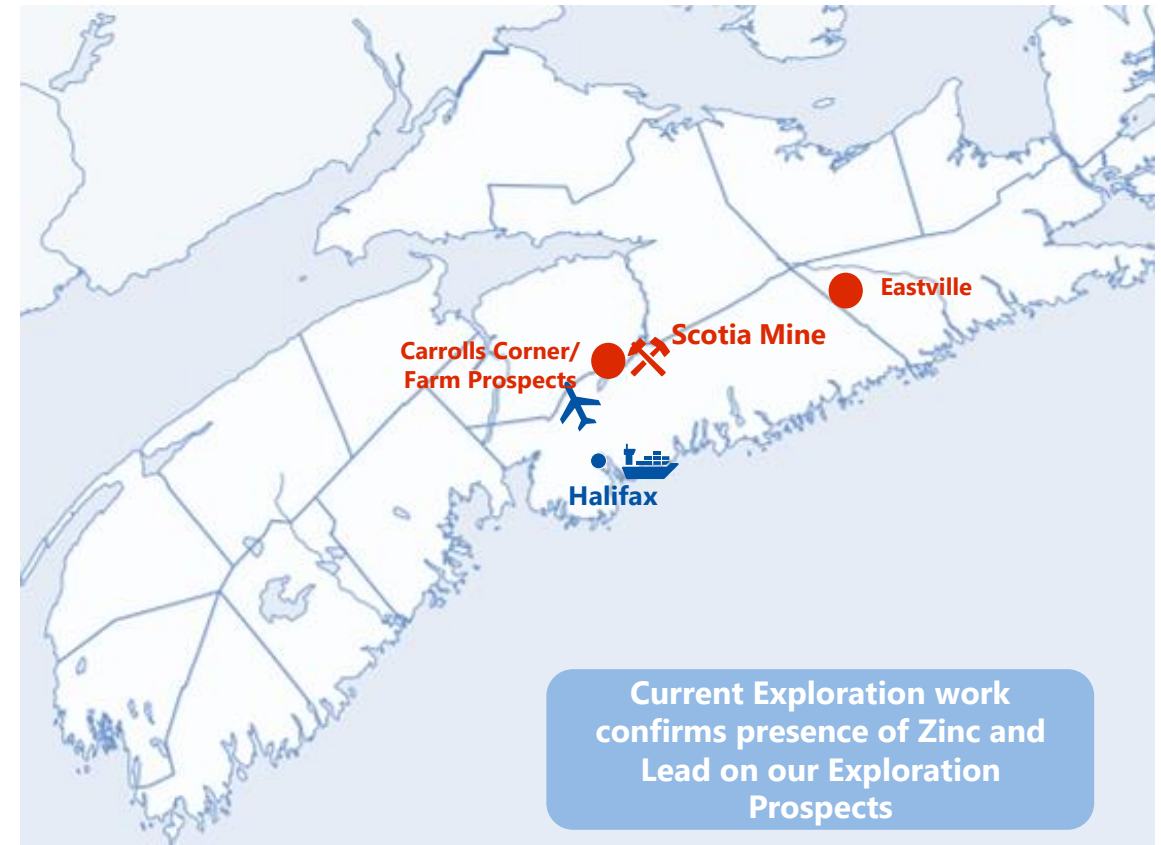 Eastville
Scotia Mine
Carrolls Corner/
Farm Prospects
Halifax
Current Exploration work
confirms presence of Zinc and
Lead on our Exploration
Prospects